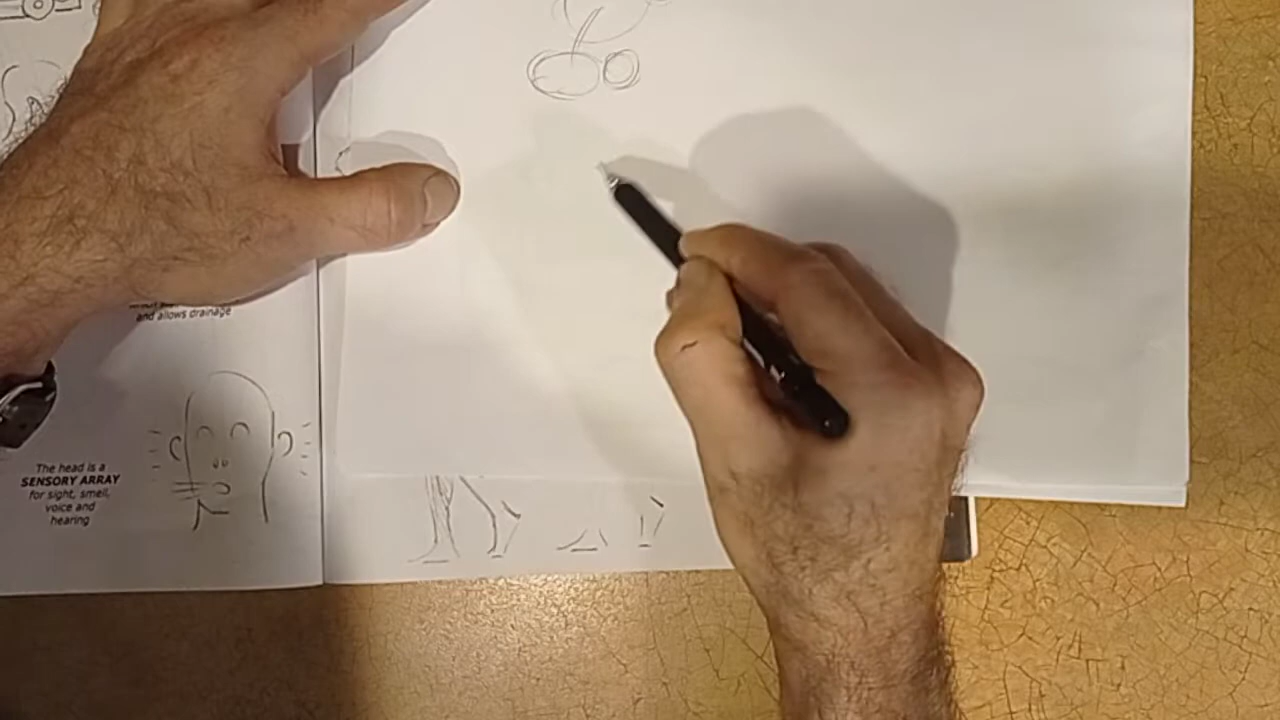 and allows drainage
The head is a
SENSORY ARRAY
for sight, smell,
voice and
hearing